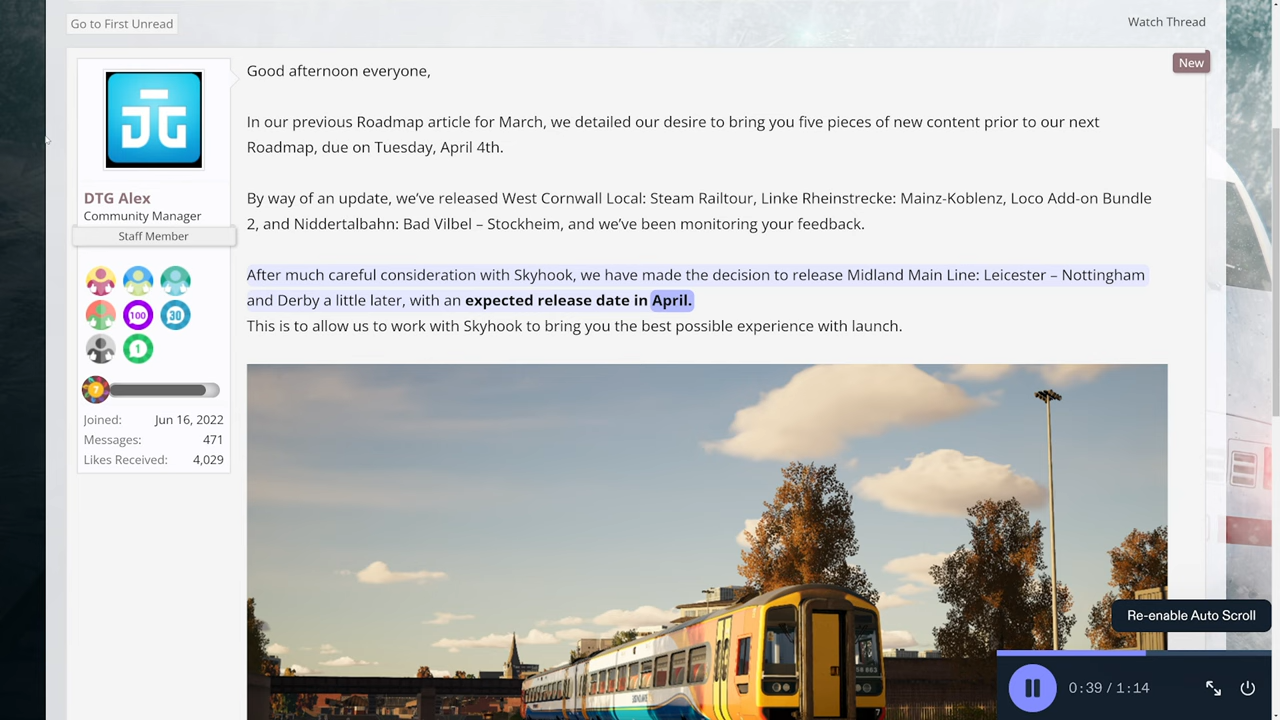 Go to First Unread
Watch Thread
New
DTG Alex
Community Manager
Staff Member
100
30
1
7
Joined: Jun 16, 2022
Messages: 471
Likes Received: 4,029
Good afternoon everyone,
In our previous Roadmap article for March, we detailed our desire to bring you five pieces of new content prior to our next
Roadmap, due on Tuesday, April 4th.
By way of an update, we’ve released West Cornwall Local: Steam Railtour, Linke Rheinstrecke: Mainz-Koblenz, Loco Add-on Bundle
2, and Niddertalbahn: Bad Vilbel – Stockheim, and we’ve been monitoring your feedback.
After much careful consideration with Skyhook, we have made the decision to release Midland Main Line: Leicester – Nottingham
and Derby a little later, with an expected release date in April.
This is to allow us to work with Skyhook to bring you the best possible experience with launch.
Re-enable Auto Scroll
0:39 / 1:14